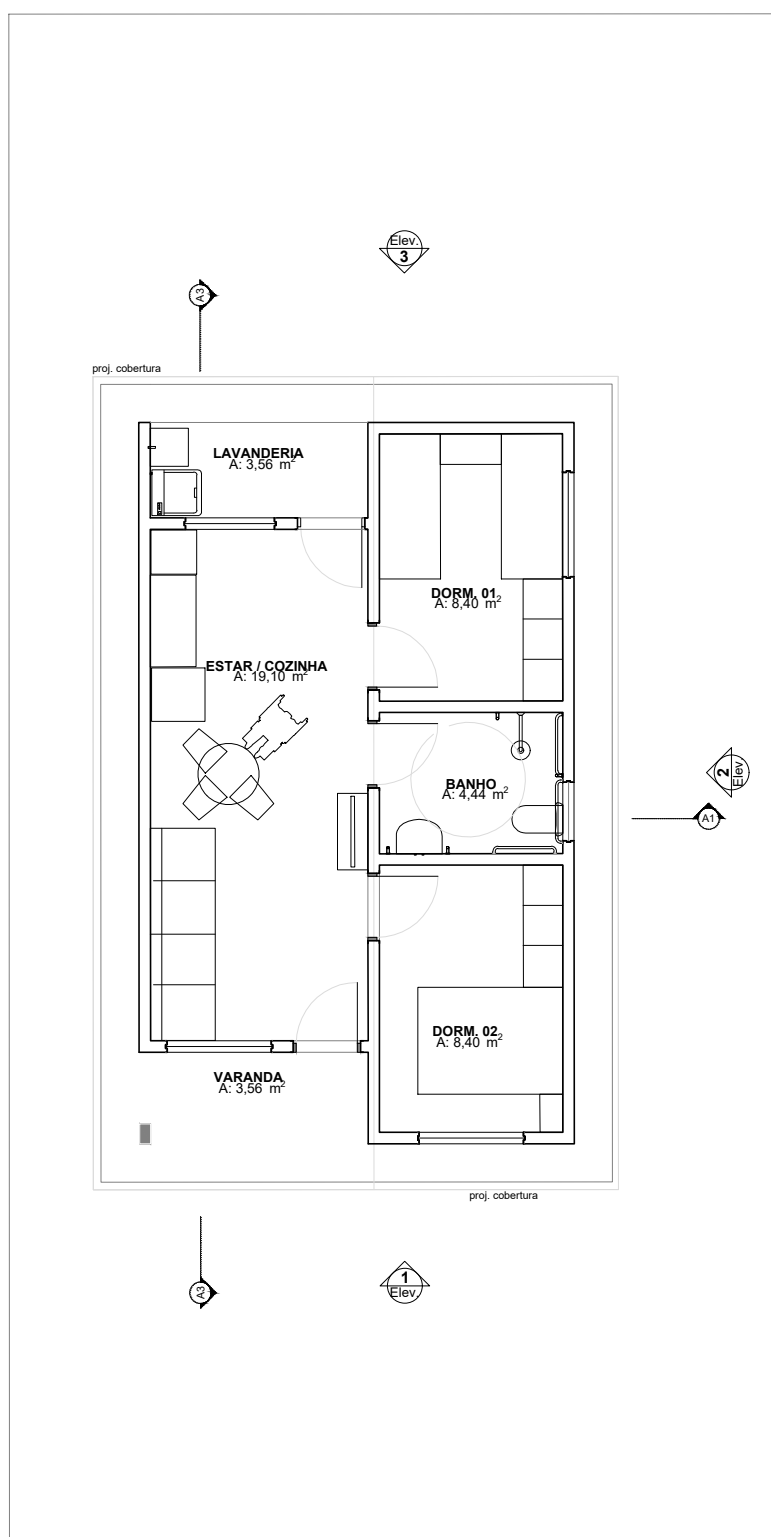 Elev.
3
A3
proj. cobertura
LAVANDERIA
A: 3,56 m²
DORM. 01
A: 8,40 m²
ESTAR / COZINHA
A: 19,10 m²
2
Elev
BANHO
A: 4,44 m²
A1
DORM. 02
A: 8,40 m²
VARANDA
A: 3,56 m²
proj. cobertura
A3
1
Elev.